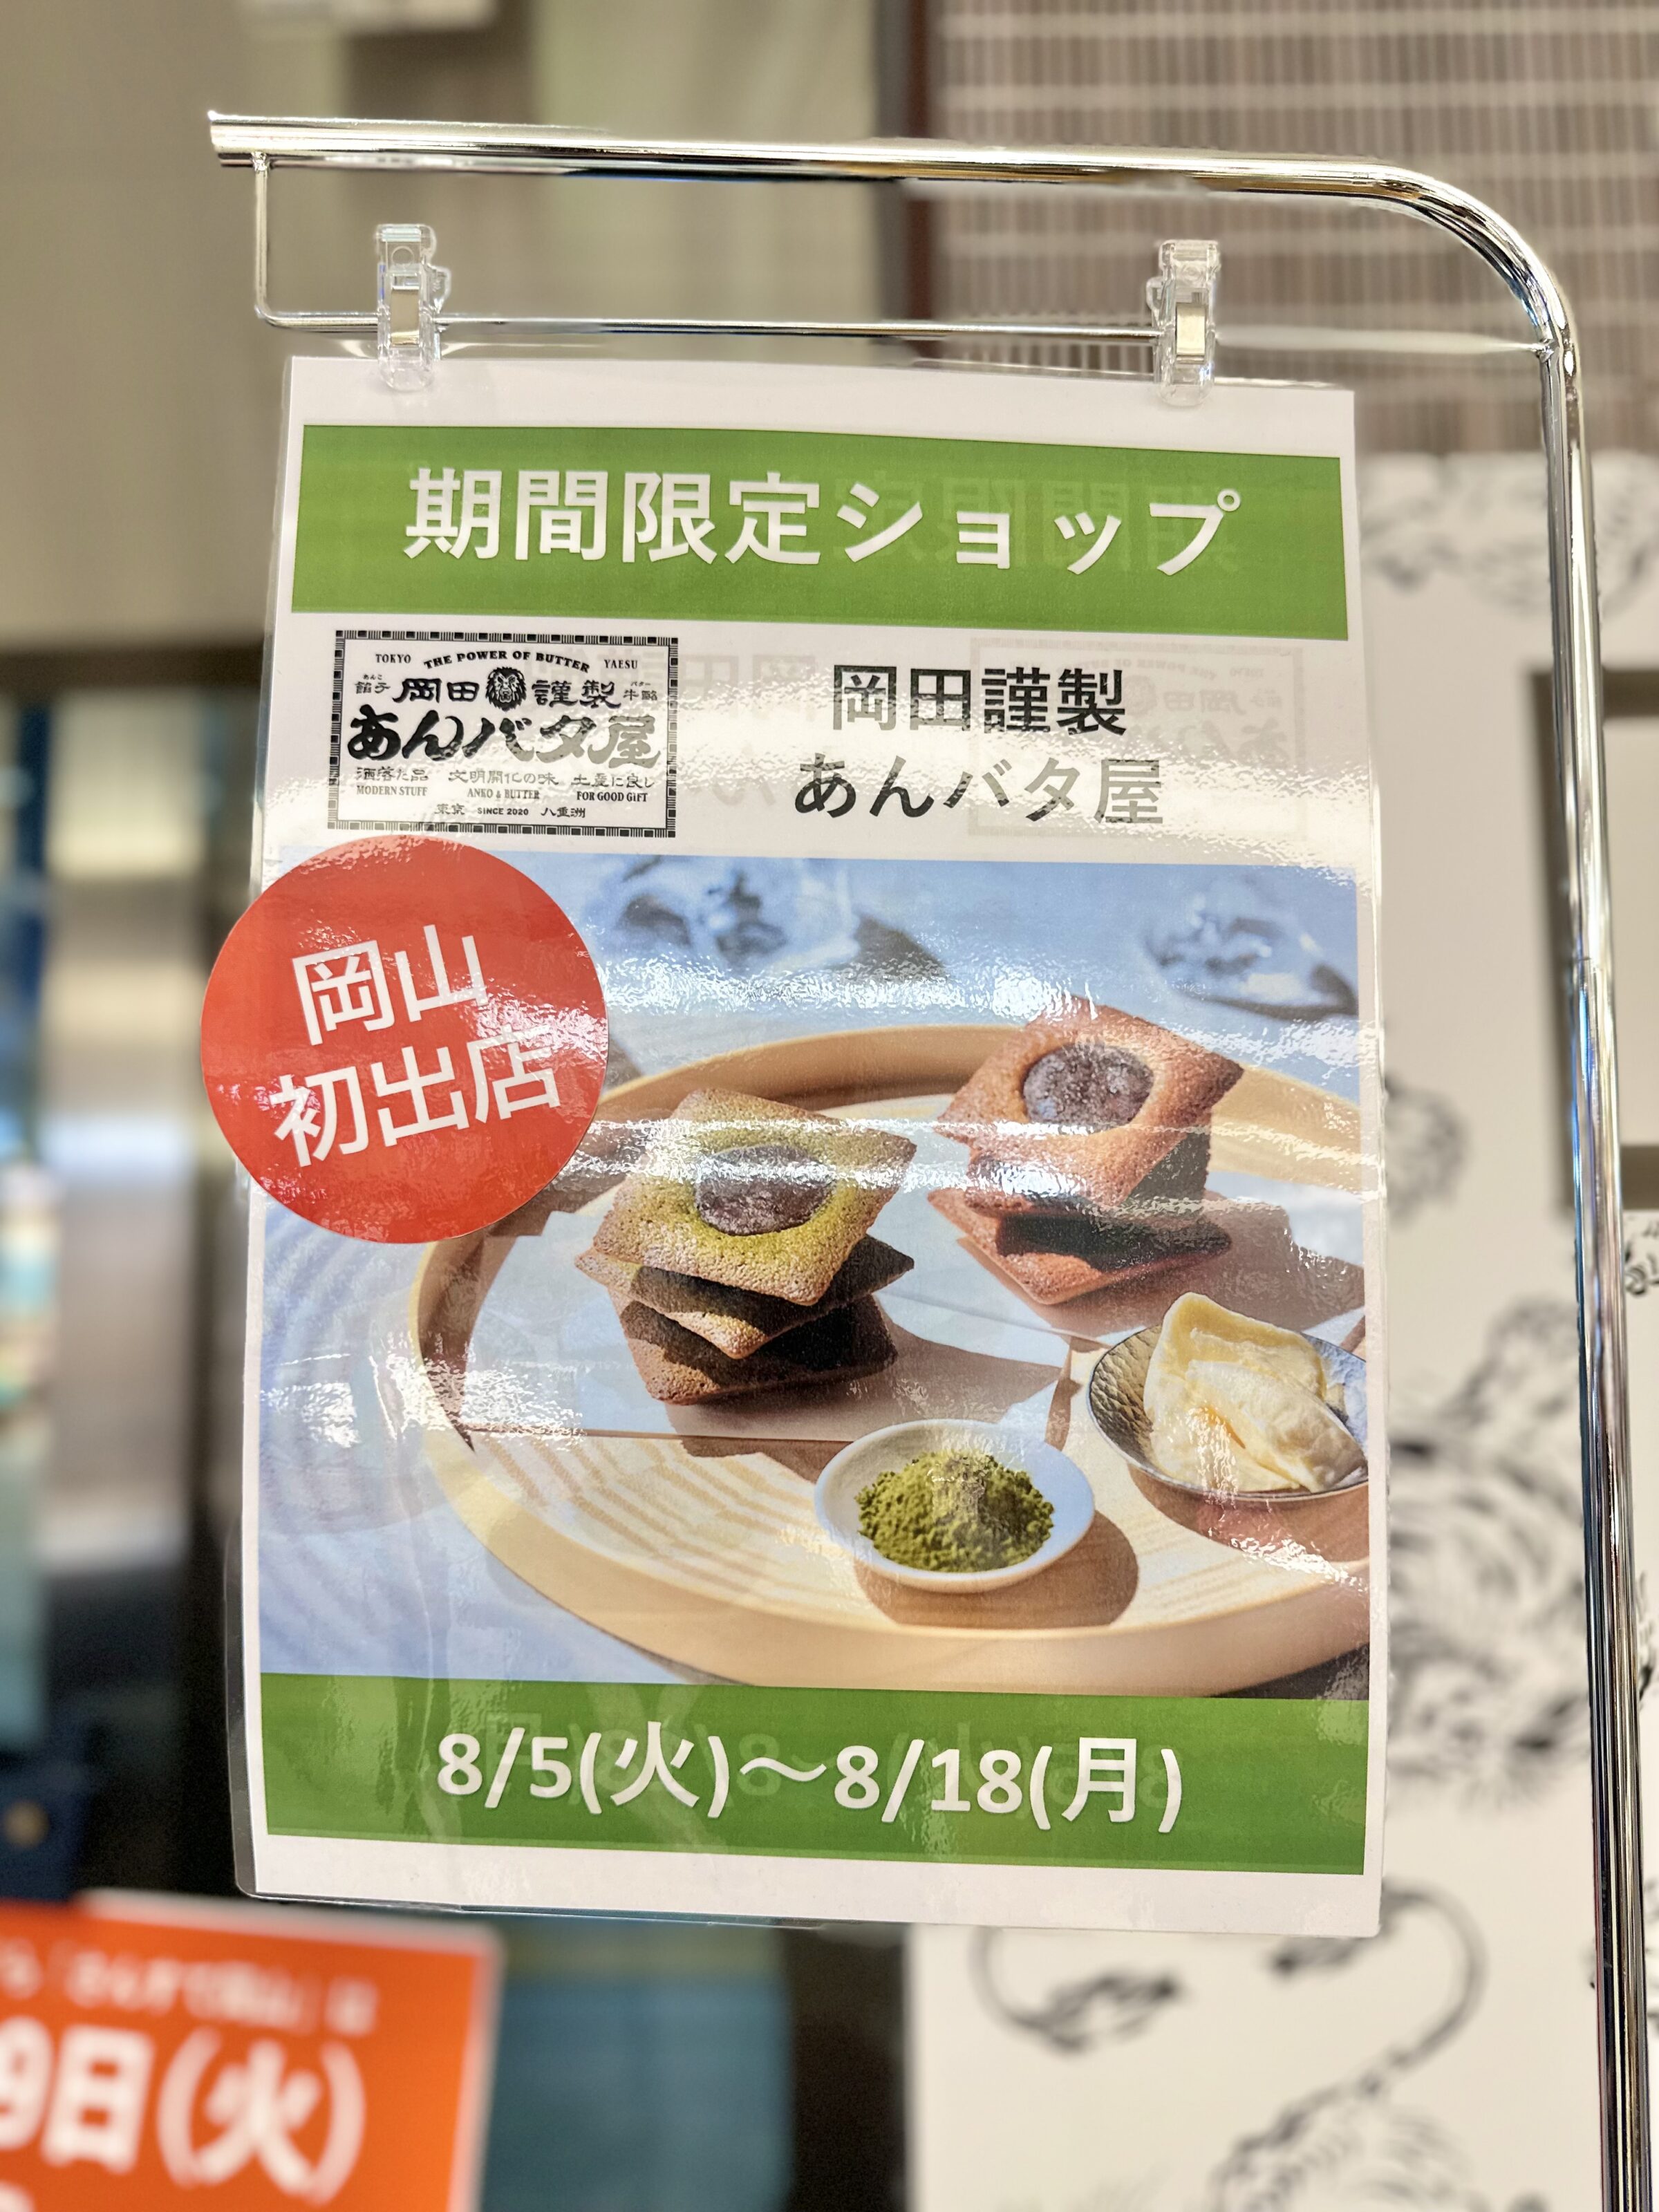 期間限定ショップ
TOKYO THE POWER OF BUTTER YAESU
あんこ 餡子 岡田謹製 バター 牛酪
あんバタ屋
洒落た品 文明開化の味 土産に良し
MODERN STUFF ANKO & BUTTER FOR GOOD GIFT
東京 SINCE 2020 八重洲
岡田謹製
あんバタ屋
岡山
初出店
8/5(火)～8/18(月)
9日(火)